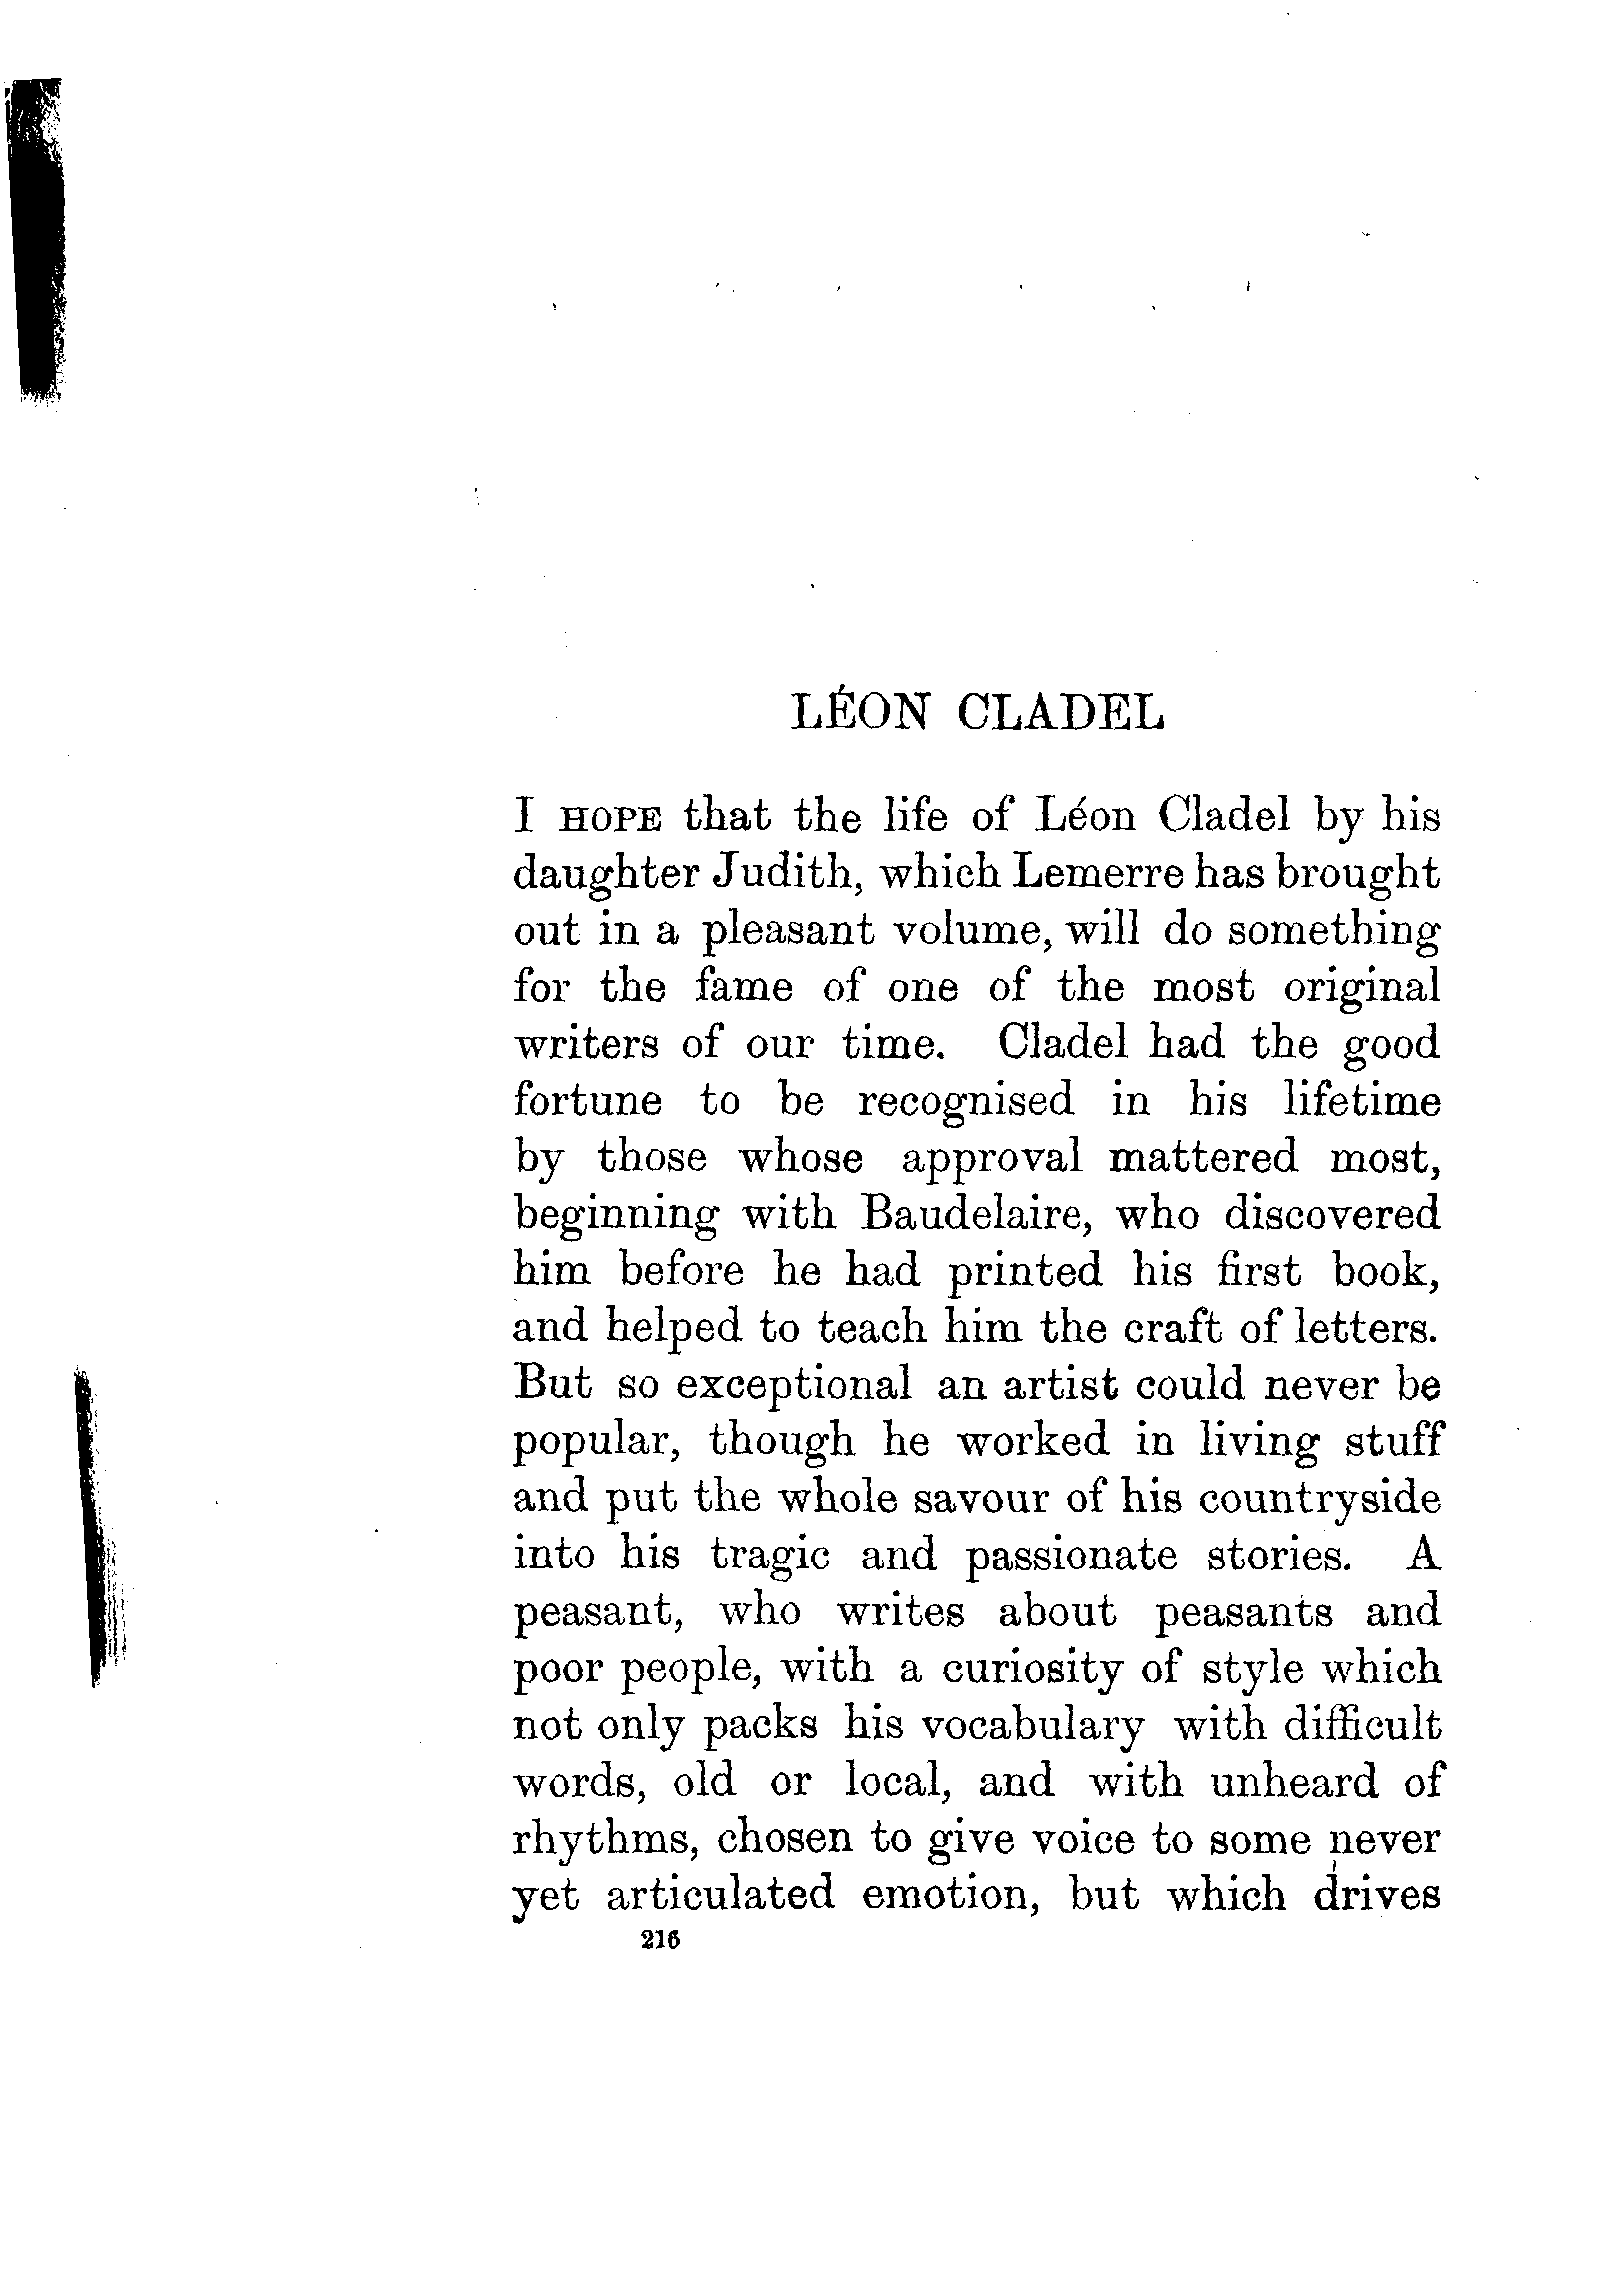 LÉON CLADEL
I HOPE that the life of Léon Cladel by his
daughter Judith, which Lemerre has brought
out in a pleasant volume, will do something
for the fame of one of the most original
writers of our time. Cladel had the good
fortune to be recognised in his lifetime
by those whose approval mattered most,
beginning with Baudelaire, who discovered
him before he had printed his first book,
and helped to teach him the craft of letters.
But so exceptional an artist could never be
popular, though he worked in living stuff
and put the whole savour of his countryside
into his tragic and passionate stories. A
peasant, who writes about peasants and
poor people, with a curiosity of style which
not only packs his vocabulary with difficult
words, old or local, and with unheard of
rhythms, chosen to give voice to some never
yet articulated emotion, but which drives
216